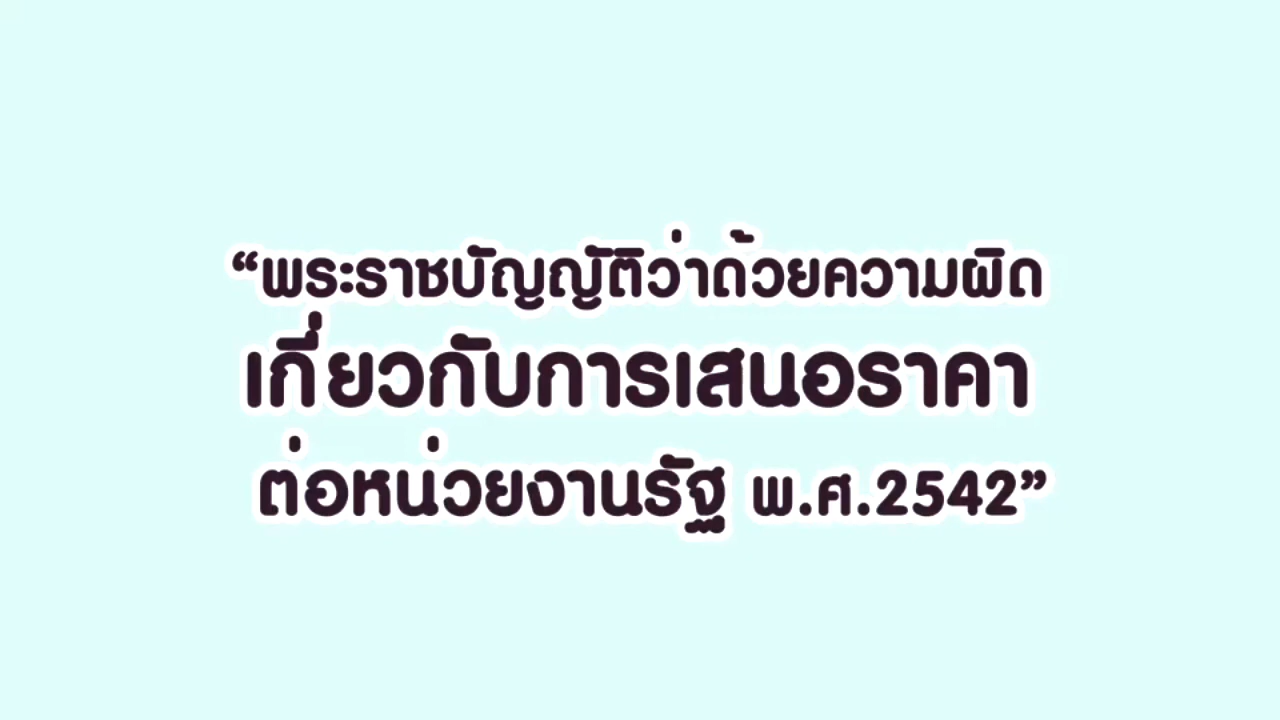 “พระราชบัญญัติว่าด้วยความผิด
เกี่ยวกับการเสนอราคา
ต่อหน่วยงานรัฐ พ.ศ.2542”